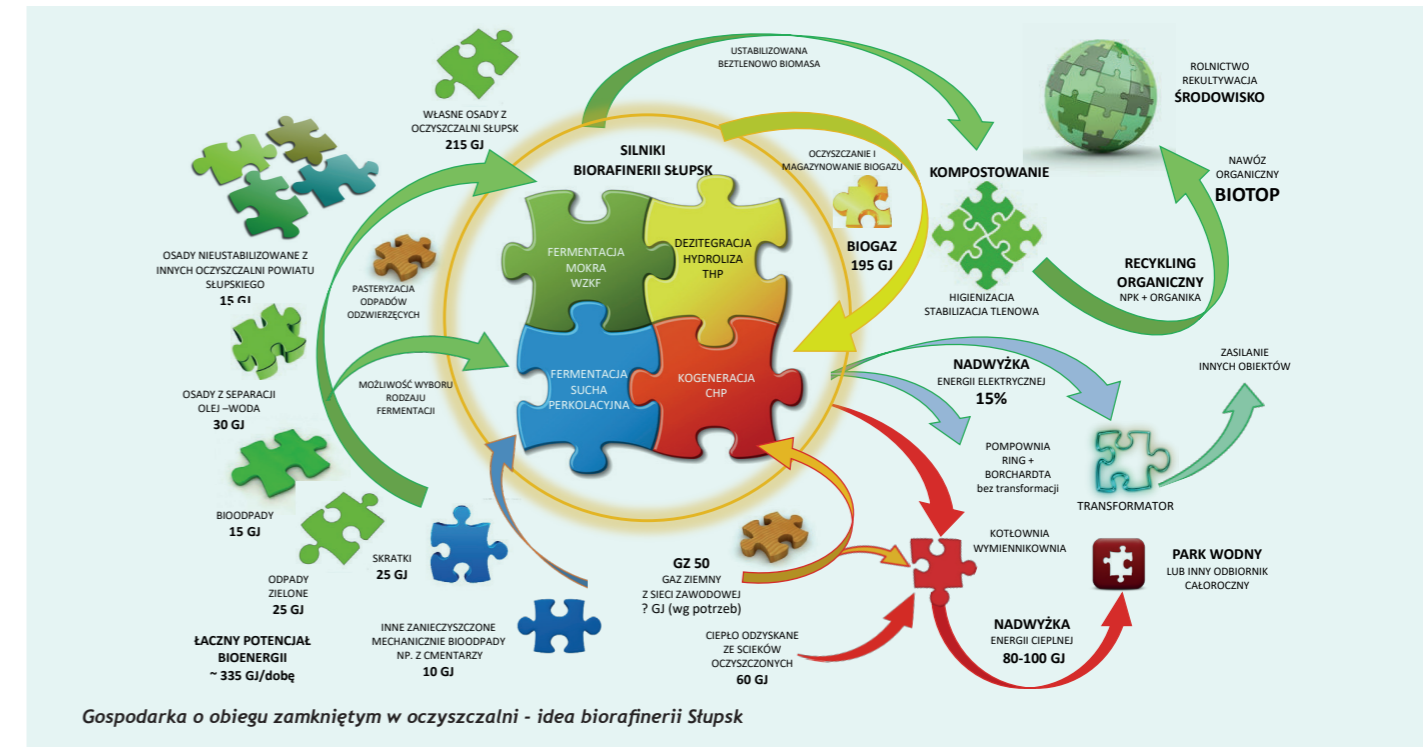 USTABILIZOWANA
BEZTLENOWO BIOMASA
ROLNICTWO
REKULTYWACJA
ŚRODOWISKO
WŁASNE OSADY Z
OCZYSZCZALNI SŁUPSK
215 GJ
SILNIKI
BIORAFINERII SŁUPSK
OCZYSZCZANIE I
MAGAZYNOWANIE BIOGAZU
BIOGAZ
195 GJ
KOMPOSTOWANIE
HIGIENIZACJA
STABILIZACJA TLENOWA
NAWÓZ
ORGANICZNY
BIOTOP
RECYKLING
ORGANICZNY
NPK + ORGANIKA
OSADY NIEUSTABILIZOWANE Z
INNYCH OCZYSZCZALNI POWIATU
SŁUPSKIEGO
15 GJ
PASTERYZACJA
ODPADÓW
ODZWIERZĘCYCH
FERMENTACJA
MOKRA
WZKF
DEZITEGRACJA
HYDROLIZA
THP
FERMENTACJA
SUCHA
PERKOLACYJNA
KOGENERACJA
CHP
OSADY Z SEPARACJI
OLEJ –WODA
30 GJ
MOŻLIWOŚĆ WYBORU
RODZAJU
FERMENTACJI
NADWYŻKA
ENERGII ELEKTRYCZNEJ
15%
ZASILANIE
INNYCH OBIEKTÓW
POMPOWNIA
RING +
BORCHARDTA
bez transformacji
TRANSFORMATOR
BIOODPADY
15 GJ
SKRATKI
25 GJ
ODPADY
ZIELONE
25 GJ
GZ 50
GAZ ZIEMNY
Z SIECI ZAWODOWEJ
? GJ (wg potrzeb)
KOTŁOWNIA
WYMIENNIKOWNIA
PARK WODNY
LUB INNY ODBIORNIK
CAŁOROCZNY
ŁACZNY POTENCJAŁ
BIOENERGII
~ 335 GJ/dobę
INNE ZANIECZYSZCZONE
MECHANICZNIE BIOODPADY
NP. Z CMENTARZY
10 GJ
CIEPŁO ODZYSKANE
ZE SCIEKÓW
OCZYSZCZONYCH
60 GJ
NADWYŻKA
ENERGII CIEPLNEJ
80-100 GJ
Gospodarka o obiegu zamkniętym w oczyszczalni - idea biorafinerii Słupsk